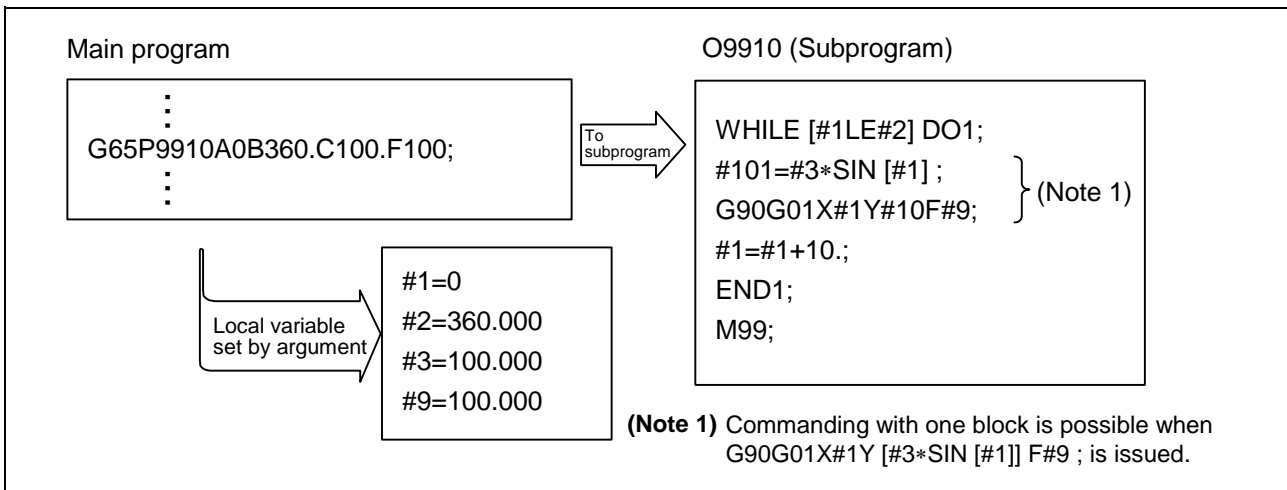 Main program
⋮
G65P9910A0B360.C100.F100;
⋮
To
subprogram
O9910 (Subprogram)
WHILE [#1LE#2] DO1;
#101=#3∗SIN [#1] ;
G90G01X#1Y#10F#9;
(Note 1)
#1=#1+10.;
END1;
M99;
Local variable
set by argument
#1=0
#2=360.000
#3=100.000
#9=100.000
(Note 1) Commanding with one block is possible when
G90G01X#1Y [#3∗SIN [#1]] F#9 ; is issued.